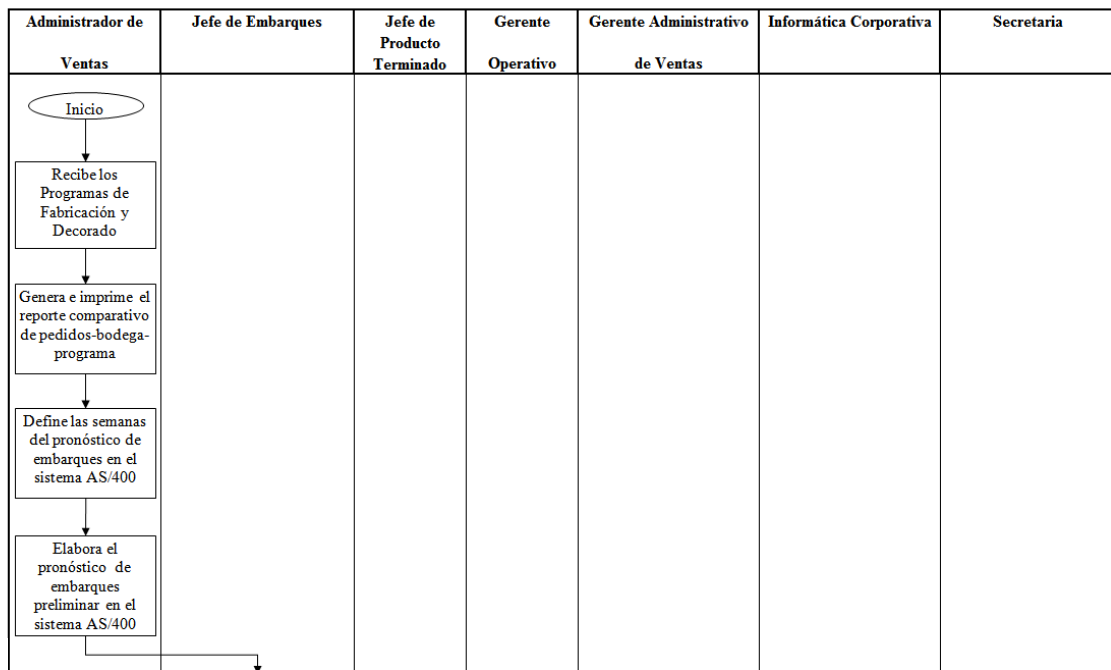 Administrador de
Ventas
Jefe de Embarques
Jefe de
Producto
Terminado
Gerente
Operativo
Gerente Administrativo
de Ventas
Informática Corporativa
Secretaria
Inicio
Recibe los
Programas de
Fabricación y
Decorado
Genera e imprime el
reporte comparativo
de pedidos-bodega-
programa
Define las semanas
del pronóstico de
embarques en el
sistema AS/400
Elabora el
pronóstico de
embarques
preliminar en el
sistema AS/400